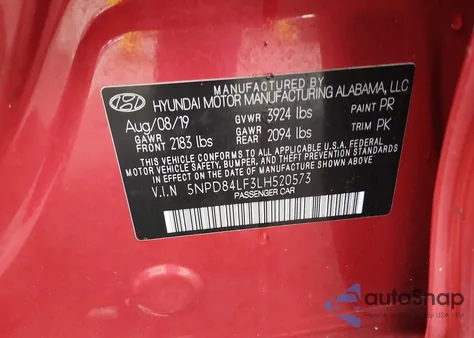 MANUFACTURED BY
HYUNDAI MOTOR MANUFACTURING ALABAMA, LLC
Aug/08/19 GVWR 3924 lbs PAINT PR
GAWR FRONT 2183 lbs GAWR REAR 2094 lbs TRIM PK
THIS VEHICLE CONFORMS TO ALL APPLICABLE U.S. FEDERAL
MOTOR VEHICLE SAFETY, BUMPER, AND THEFT PREVENTION
STANDARDS IN EFFECT ON THE DATE OF MANUFACTURE SHOWN ABOVE.
V.I.N 5NPD84LF3LH520573
PASSENGER CAR
autoSnap
USA